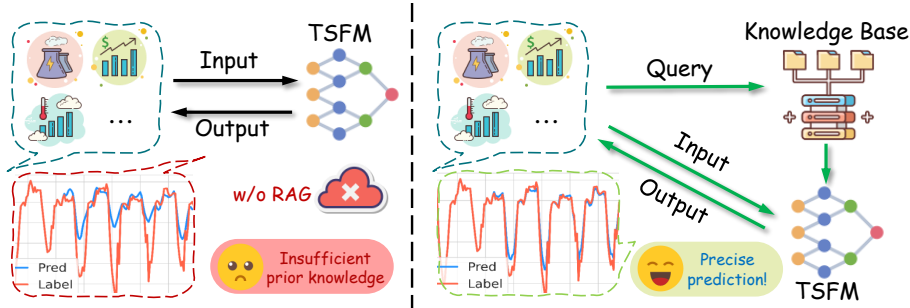 TSFM
Input
Output
...
w/o RAG
Pred
Label
Insufficient
prior knowledge
Knowledge Base
Query
Input
Output
...
Pred
Label
Precise
prediction!
TSFM